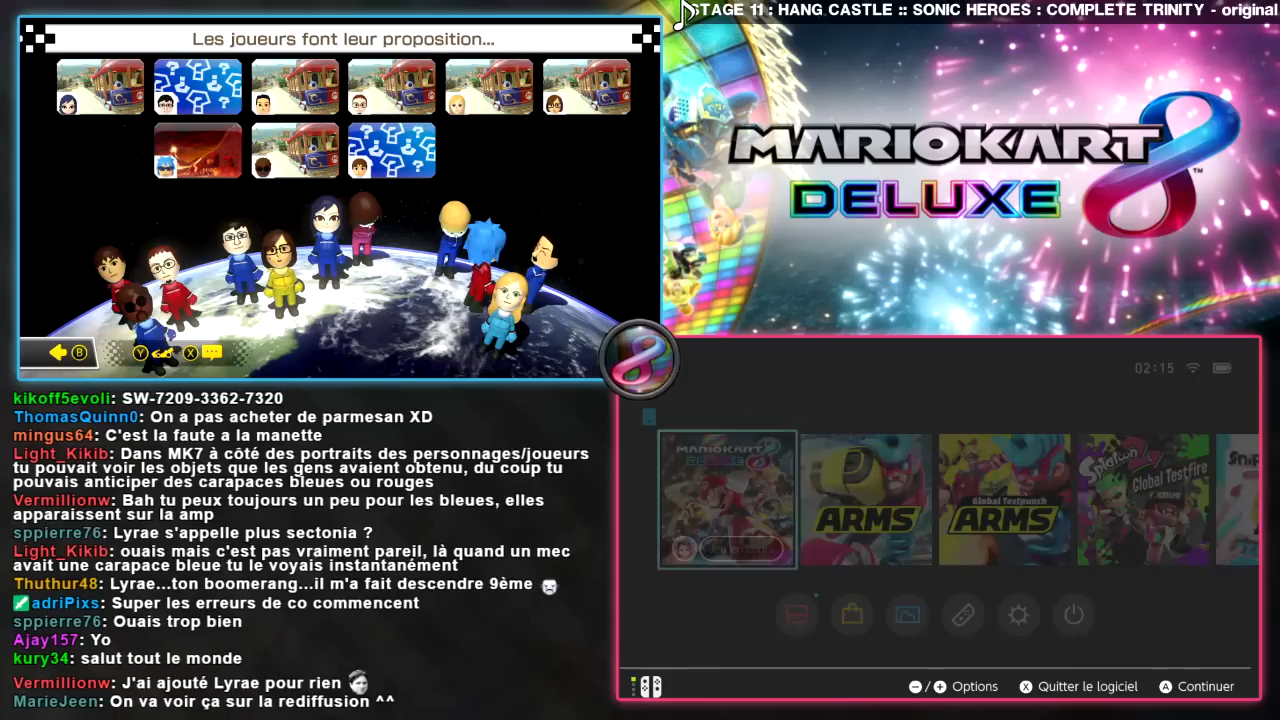 STAGE 11 : HANG CASTLE :: SONIC HEROES : COMPLETE TRINITY - original
Les joueurs font leur proposition...
B
Y X
MARIOKART 8
DELUXE
TM
kikoff5evoli: SW-7209-3362-7320
ThomasQuinn0: On a pas acheter de parmesan XD
mingus64: C'est la faute a la manette
Light_Kikib: Dans MK7 à côté des portraits des personnages/joueurs
tu pouvait voir les objets que les gens avaient obtenu, du coup tu
pouvais anticiper des carapaces bleues ou rouges
Vermillionw: Bah tu peux toujours un peu pour les bleues, elles
apparaissent sur la amp
sppierre76: Lyrae s'appelle plus sectonia ?
Light_Kikib: ouais mais c'est pas vraiment pareil, là quand un mec
avait une carapace bleue tu le voyais instantanément
Thuthur48: Lyrae...ton boomerang...il m'a fait descendre 9ème
adriPixs: Super les erreurs de co commencent
sppierre76: Ouais trop bien
Ajay157: Yo
kury34: salut tout le monde
Vermillionw: J'ai ajouté Lyrae pour rien
MarieJeen: On va voir ça sur la rediffusion ^^
02:15
MARIOKART 8
DELUXE
ARMS
Global Testpunch
ARMS
Splatoon 2
Global Testfire
−/+ Options X Quitter le logiciel A Continuer